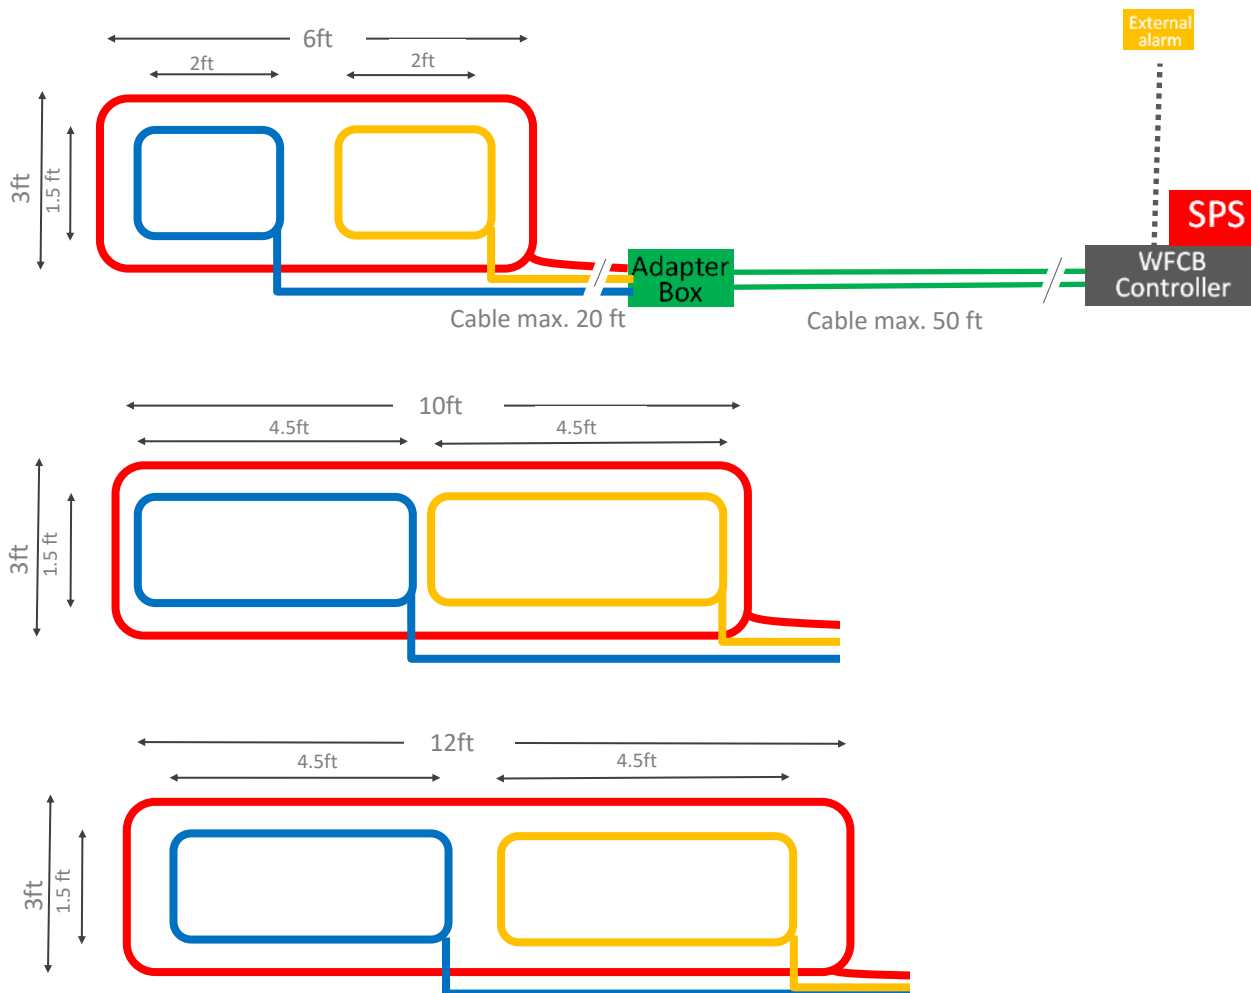 External
alarm
6ft
2ft
2ft
3ft
1.5 ft
SPS
Adapter
Box
WFCB
Controller
Cable max. 20 ft
Cable max. 50 ft
10ft
4.5ft
4.5ft
3ft
1.5 ft
12ft
4.5ft
4.5ft
3ft
1.5 ft